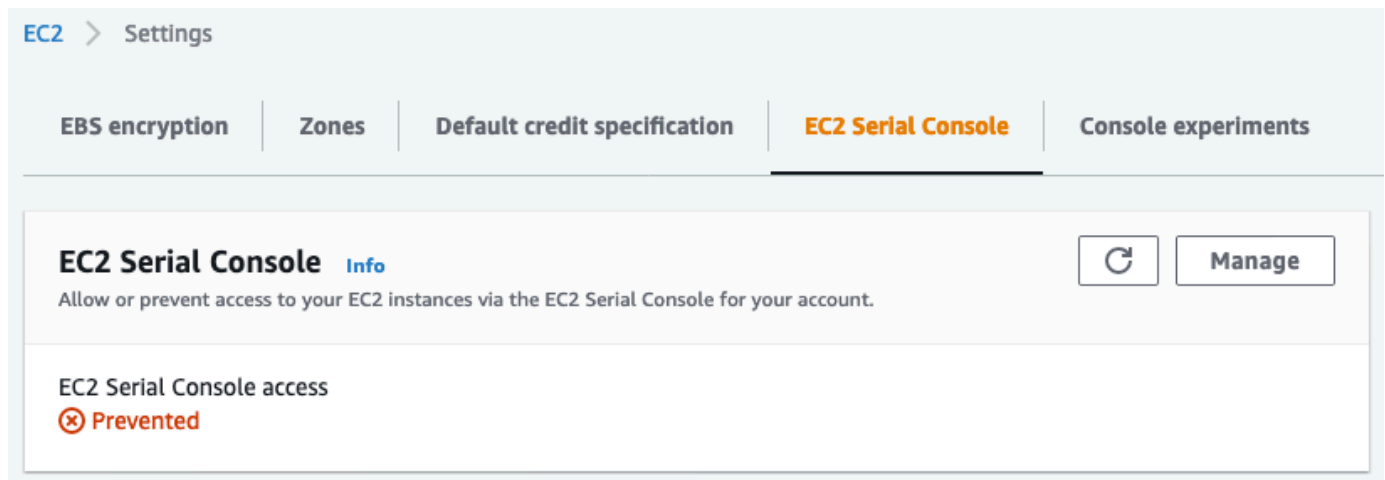 EC2 > Settings
EBS encryption Zones Default credit specification EC2 Serial Console Console experiments
EC2 Serial Console Info Manage
Allow or prevent access to your EC2 instances via the EC2 Serial Console for your account.
EC2 Serial Console access
Prevented